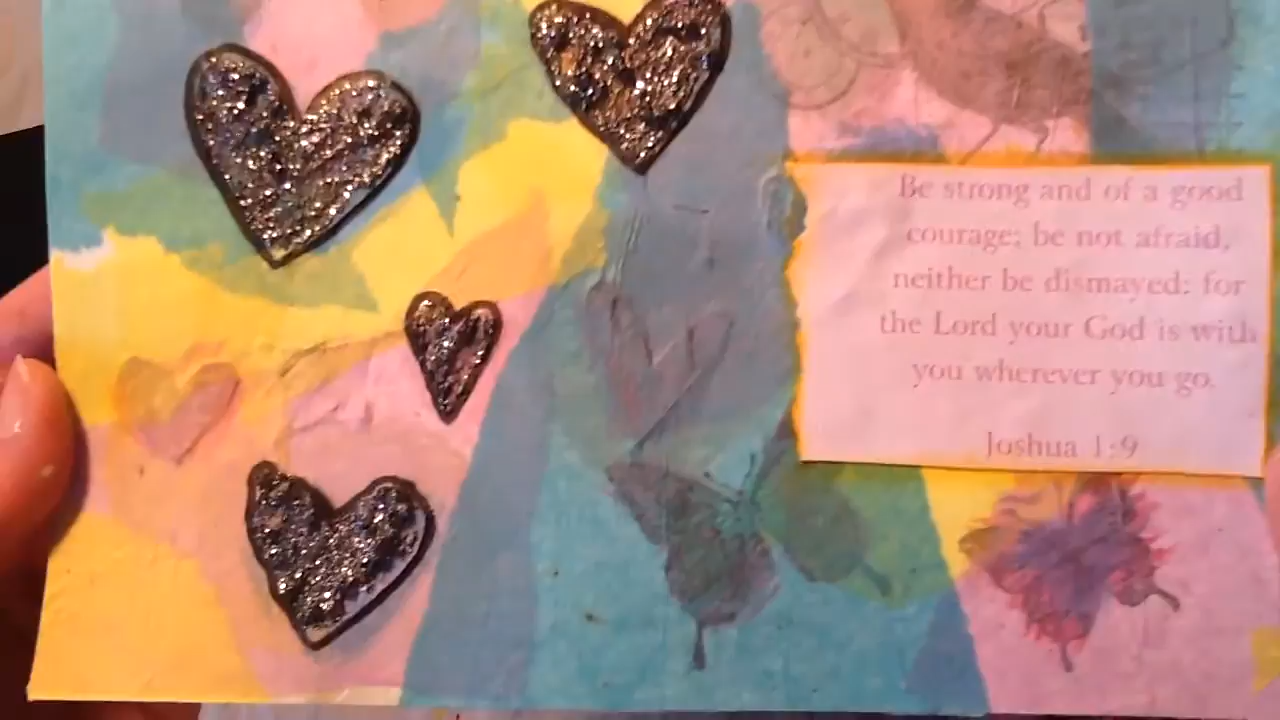 Be strong and of a good
courage; be not afraid,
neither be dismayed: for
the Lord your God is with
you wherever you go.
Joshua 1:9